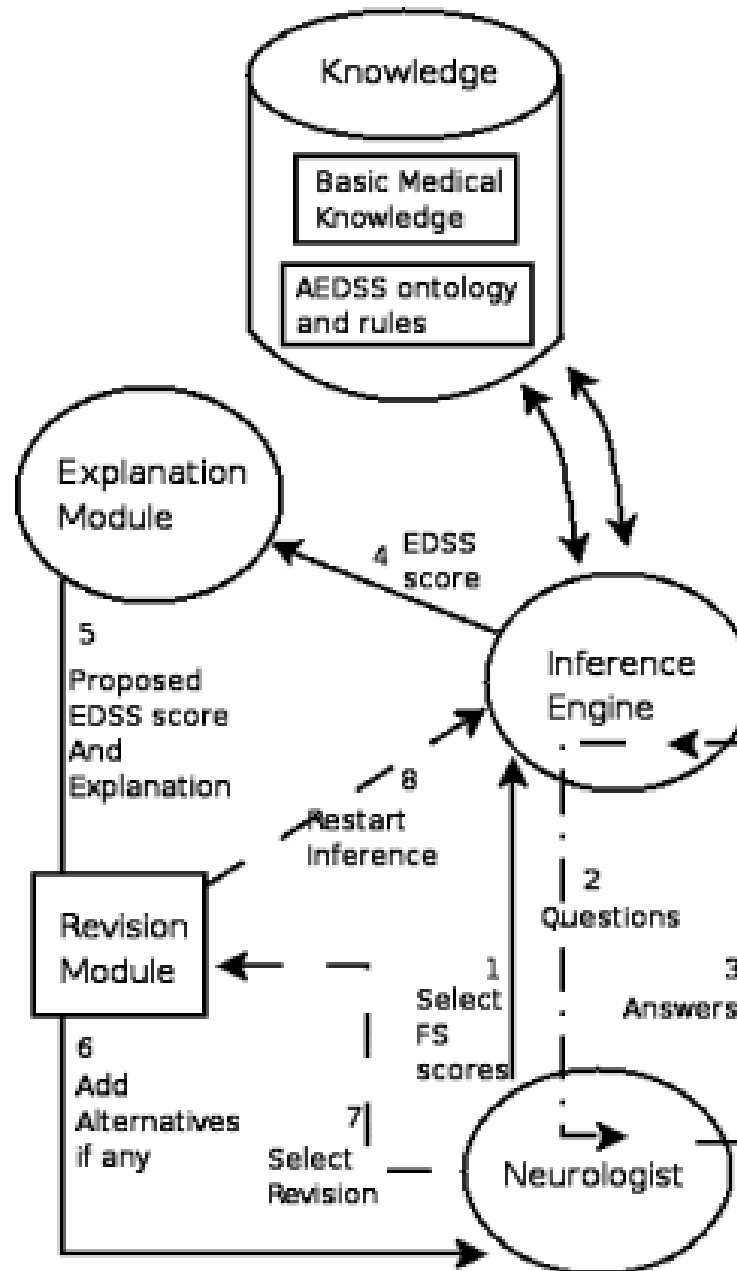 Knowledge
Basic Medical
Knowledge
AEDSS ontology
and rules
Explanation
Module
4
EDSS
score
Inference
Engine
5
Proposed
EDSS score
And
Explanation
8
Restart
Inference
2
Questions
Revision
Module
1
Select
FS
scores
3
Answers
6
Add
Alternatives
if any
7
Select
Revision
Neurologist